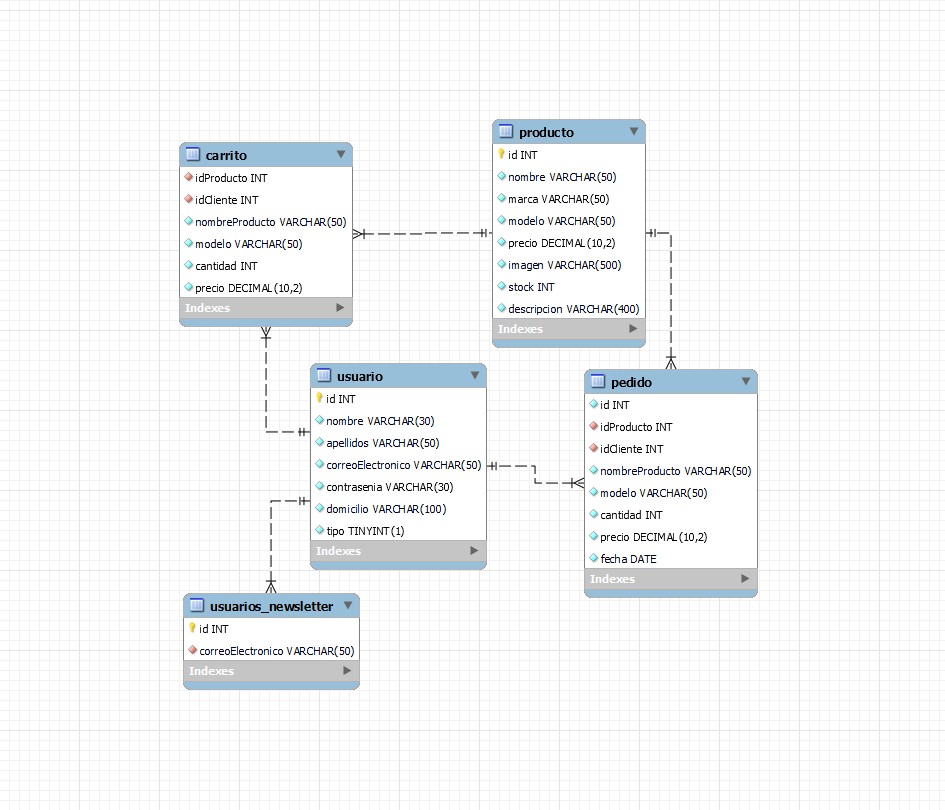 carrito
idProducto INT
idCliente INT
nombreProducto VARCHAR(50)
modelo VARCHAR(50)
cantidad INT
precio DECIMAL(10,2)
Indexes
producto
id INT
nombre VARCHAR(50)
marca VARCHAR(50)
modelo VARCHAR(50)
precio DECIMAL(10,2)
imagen VARCHAR(500)
stock INT
descripcion VARCHAR(400)
Indexes
usuario
id INT
nombre VARCHAR(30)
apellidos VARCHAR(50)
correoElectronico VARCHAR(50)
contrasenia VARCHAR(30)
domicilio VARCHAR(100)
tipo TINYINT(1)
Indexes
pedido
id INT
idProducto INT
idCliente INT
nombreProducto VARCHAR(50)
modelo VARCHAR(50)
cantidad INT
precio DECIMAL(10,2)
fecha DATE
Indexes
usuarios_newsletter
id INT
correoElectronico VARCHAR(50)
Indexes